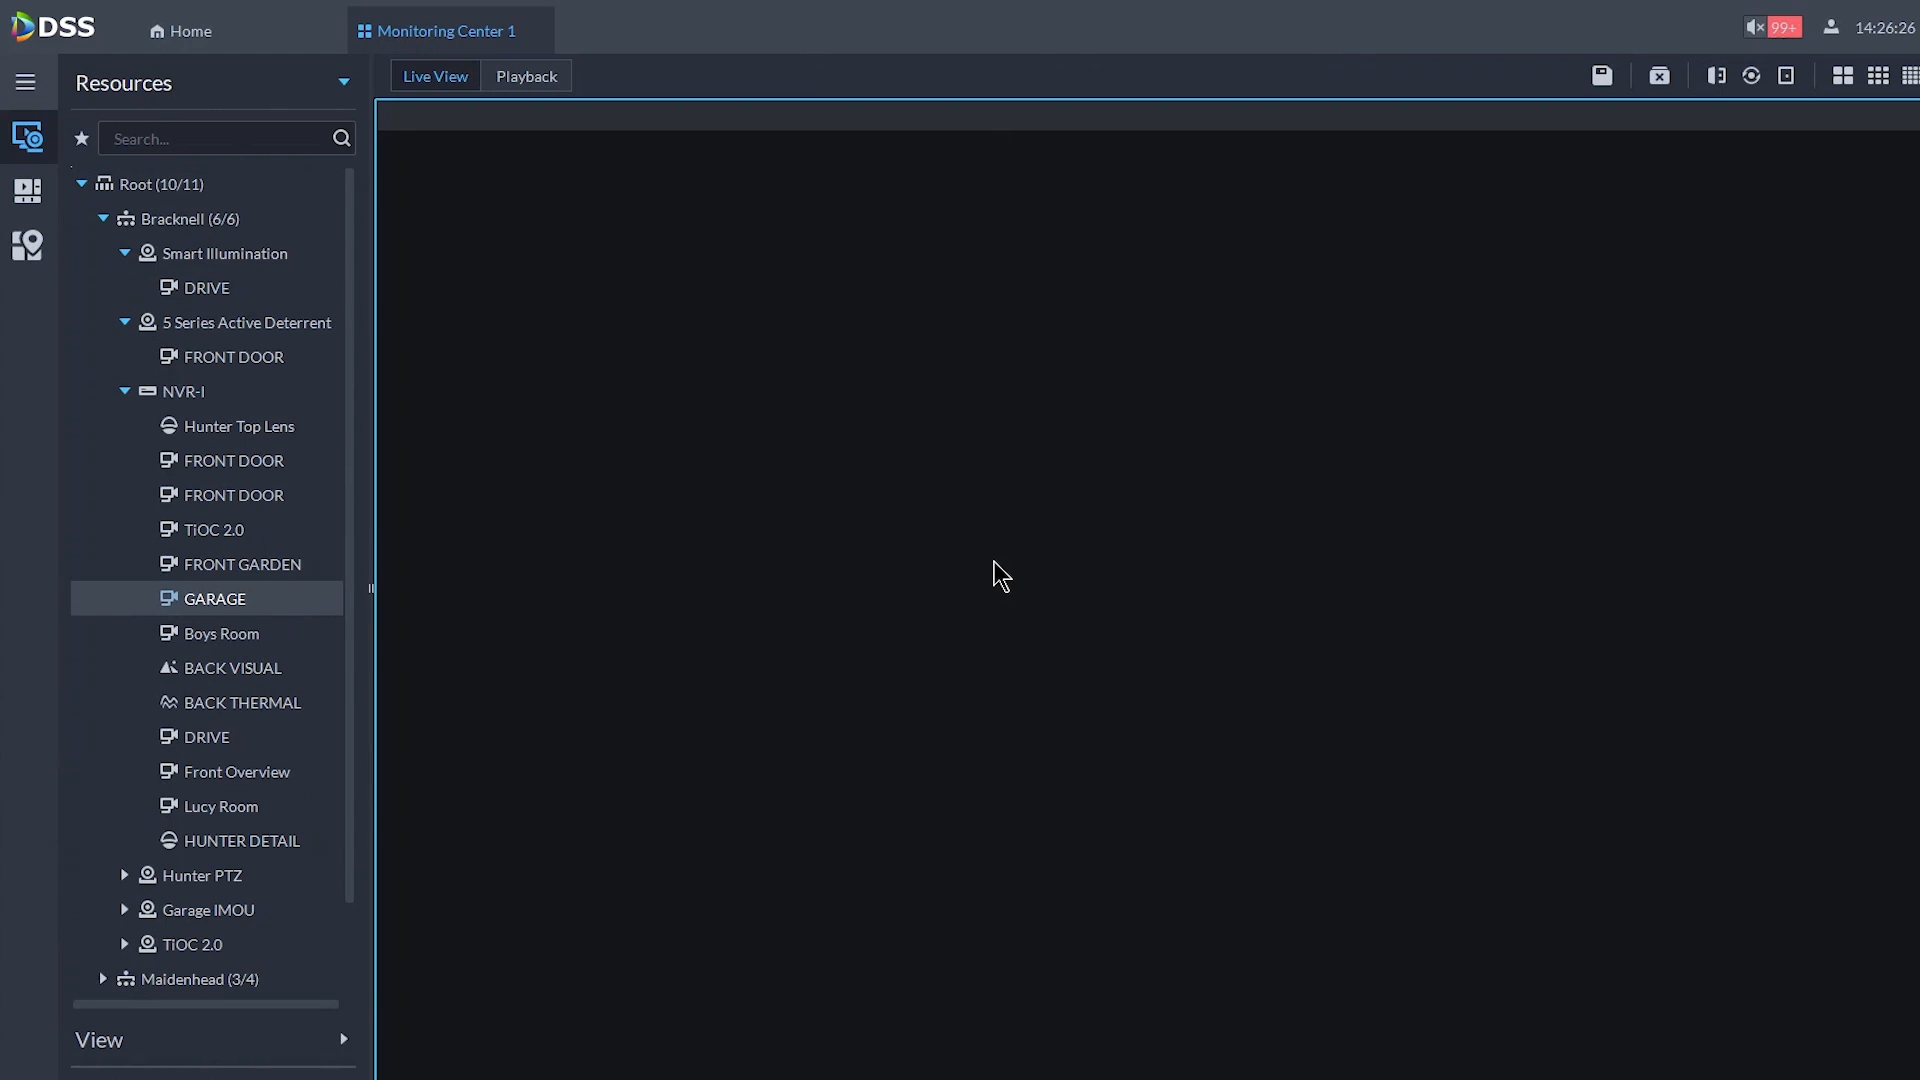 DSS
Home
Monitoring Center 1
99+
14:26:26
Resources
Live View
Playback
Search...
Root (10/11)
Bracknell (6/6)
Smart Illumination
DRIVE
5 Series Active Deterrent
FRONT DOOR
NVR-I
Hunter Top Lens
FRONT DOOR
FRONT DOOR
TiOC 2.0
FRONT GARDEN
GARAGE
Boys Room
BACK VISUAL
BACK THERMAL
DRIVE
Front Overview
Lucy Room
HUNTER DETAIL
Hunter PTZ
Garage IMOU
TIOC 2.0
Maidenhead (3/4)
View